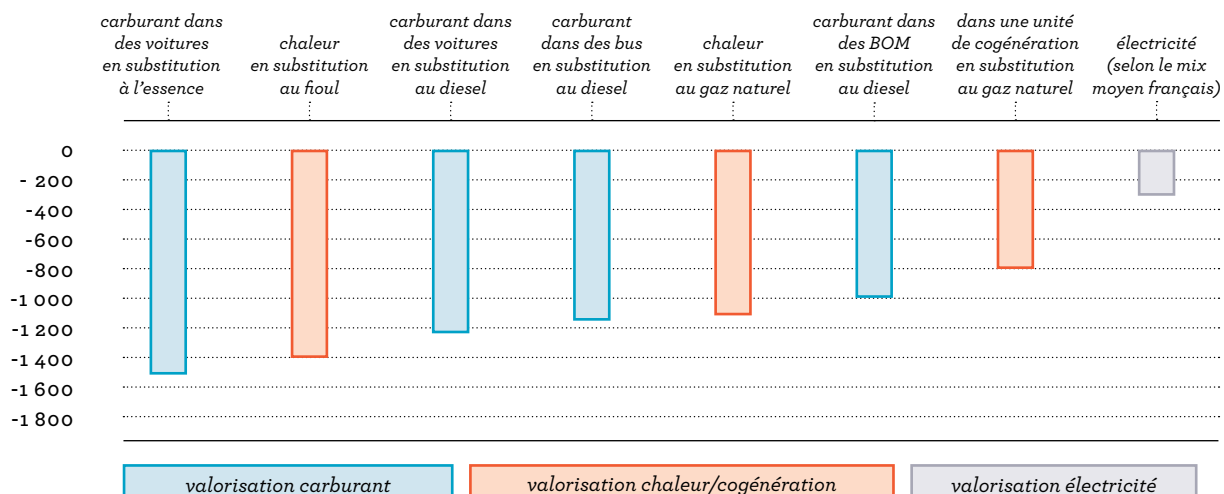 carburant dans
des voitures
en substitution
à l'essence
chaleur
en substitution
au fioul
carburant dans
des voitures
en substitution
au diesel
carburant
dans des bus
en substitution
au diesel
chaleur
en substitution
au gaz naturel
carburant dans
des BOM
en substitution
au diesel
dans une unité
de cogénération
en substitution
au gaz naturel
électricité
(selon le mix
moyen français)
0
- 200
-400
-600
-800
-1 000
-1 200
-1 400
-1 600
-1 800
valorisation carburant
valorisation chaleur/cogénération
valorisation électricité